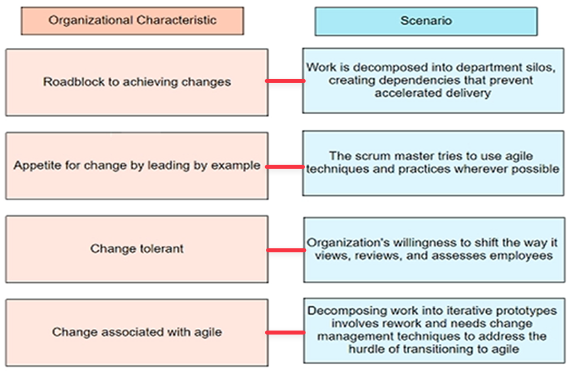 Organizational Characteristic
Scenario
Roadblock to achieving changes
Work is decomposed into department silos,
creating dependencies that prevent
accelerated delivery
Appetite for change by leading by example
The scrum master tries to use agile
techniques and practices wherever possible
Change tolerant
Organization's willingness to shift the way it
views, reviews, and assesses employees
Change associated with agile
Decomposing work into iterative prototypes
involves rework and needs change
management techniques to address the
hurdle of transitioning to agile